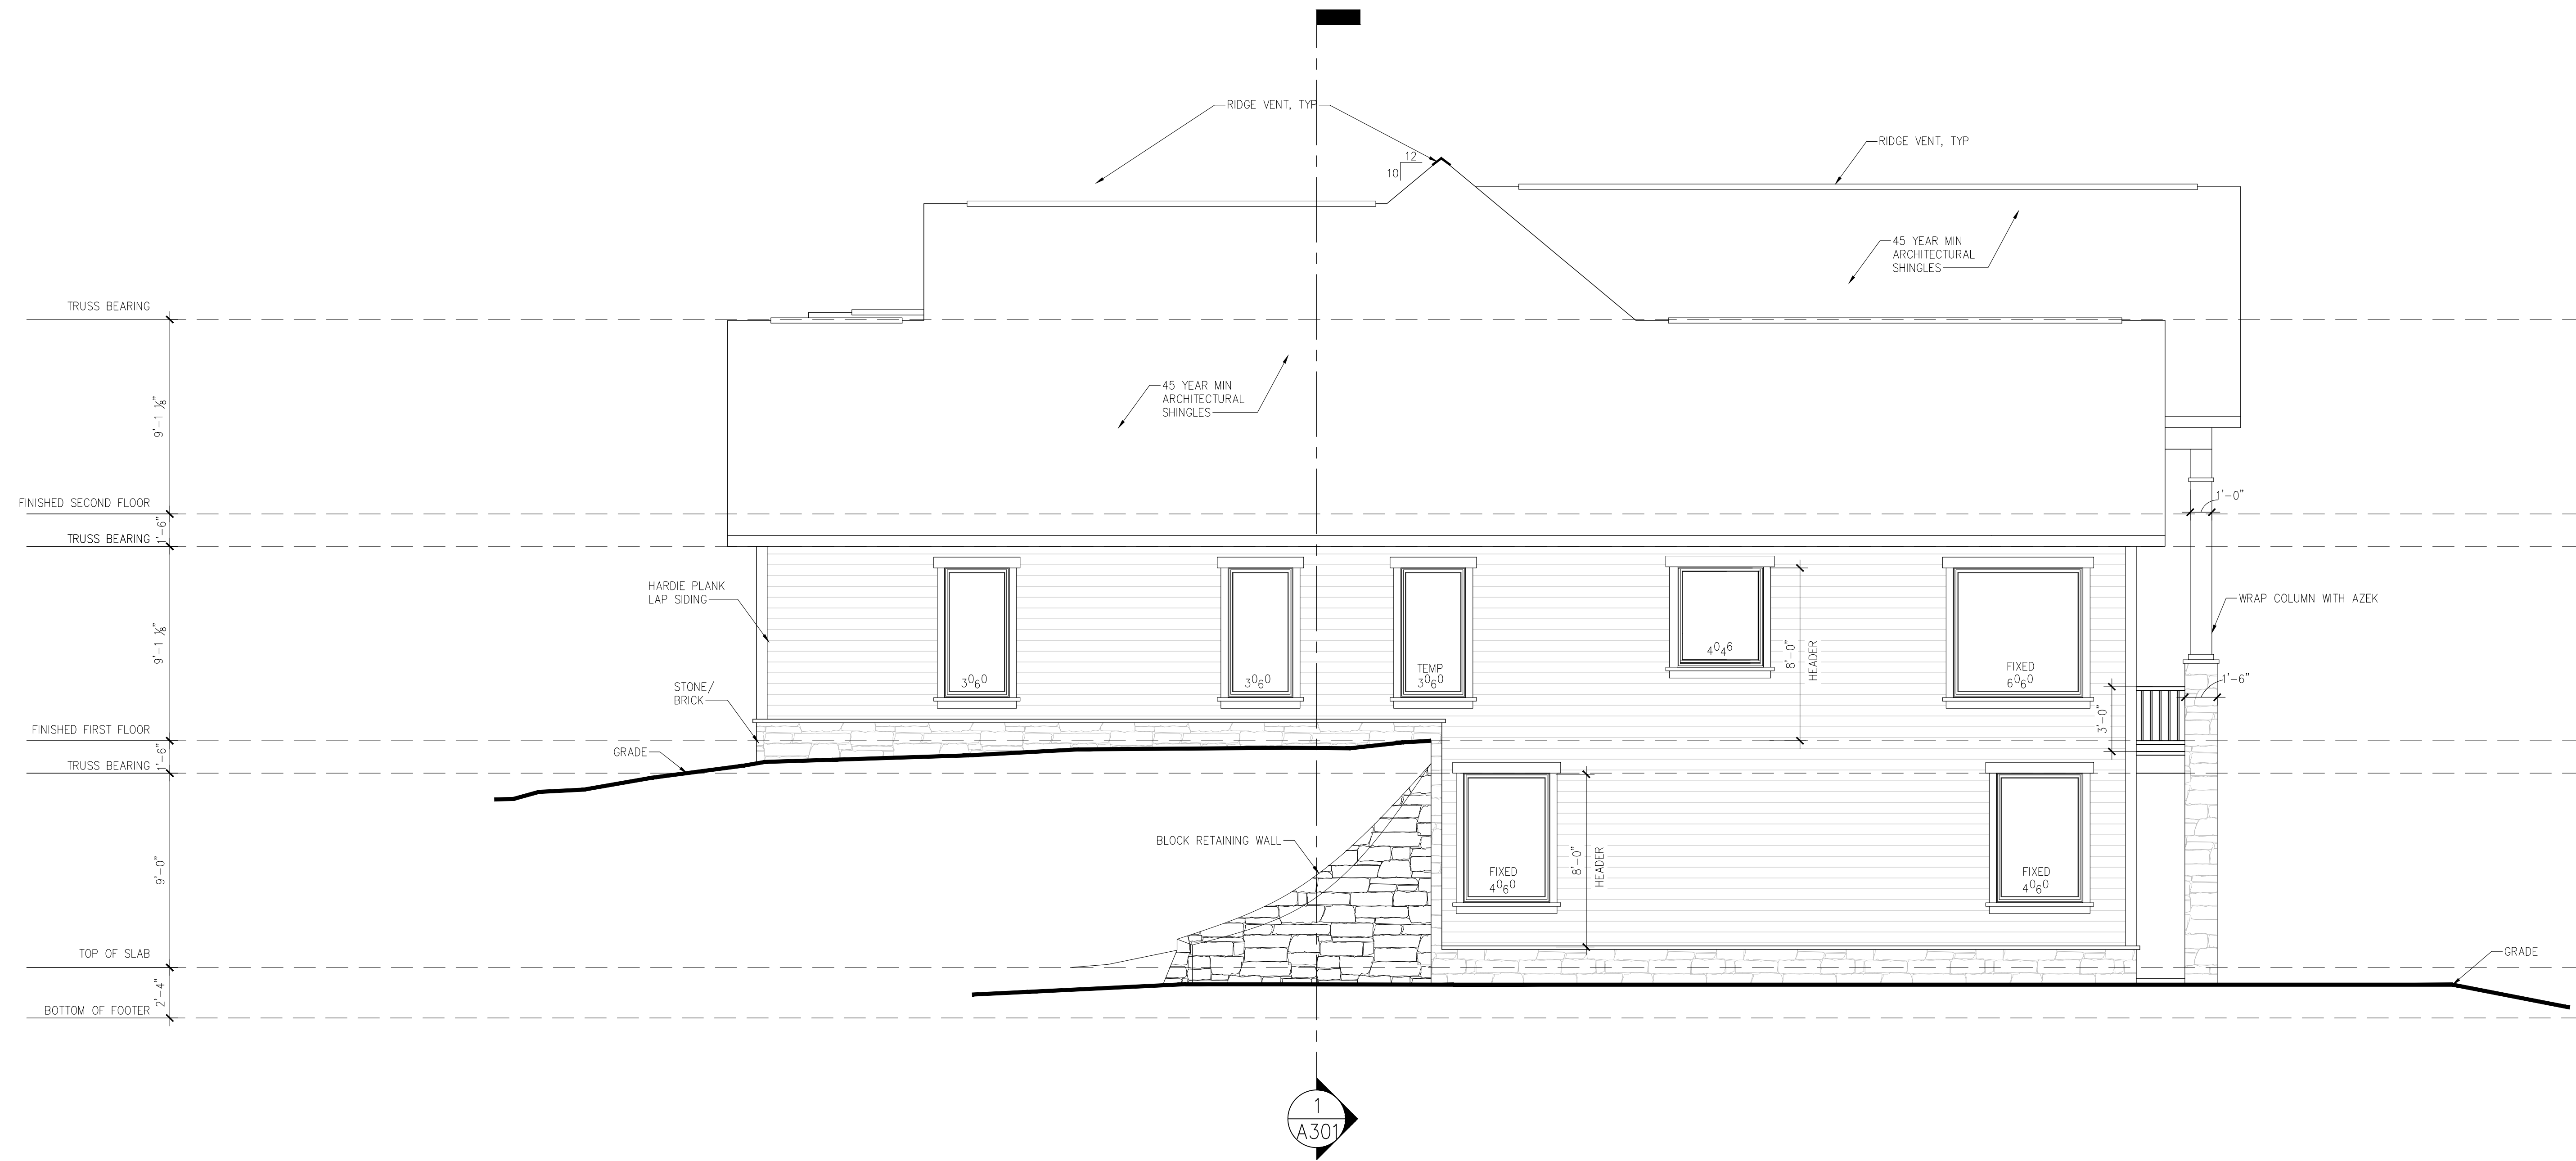 RIDGE VENT, TYP
RIDGE VENT, TYP
12
10
45 YEAR MIN
ARCHITECTURAL
SHINGLES
TRUSS BEARING
9'-1 1/8"
45 YEAR MIN
ARCHITECTURAL
SHINGLES
FINISHED SECOND FLOOR
1'-0"
1'-6"
TRUSS BEARING
HARDIE PLANK
LAP SIDING
9'-1 1/8"
WRAP COLUMN WITH AZEK
4046
8'-0"
HEADER
TEMP
3060
3060
3060
FIXED
6060
STONE/
BRICK
1'-6"
3'-0"
FINISHED FIRST FLOOR
GRADE
1'-6"
TRUSS BEARING
BLOCK RETAINING WALL
9'-0"
FIXED
4060
8'-0"
HEADER
FIXED
4060
TOP OF SLAB
GRADE
2'-4"
BOTTOM OF FOOTER
1
A301